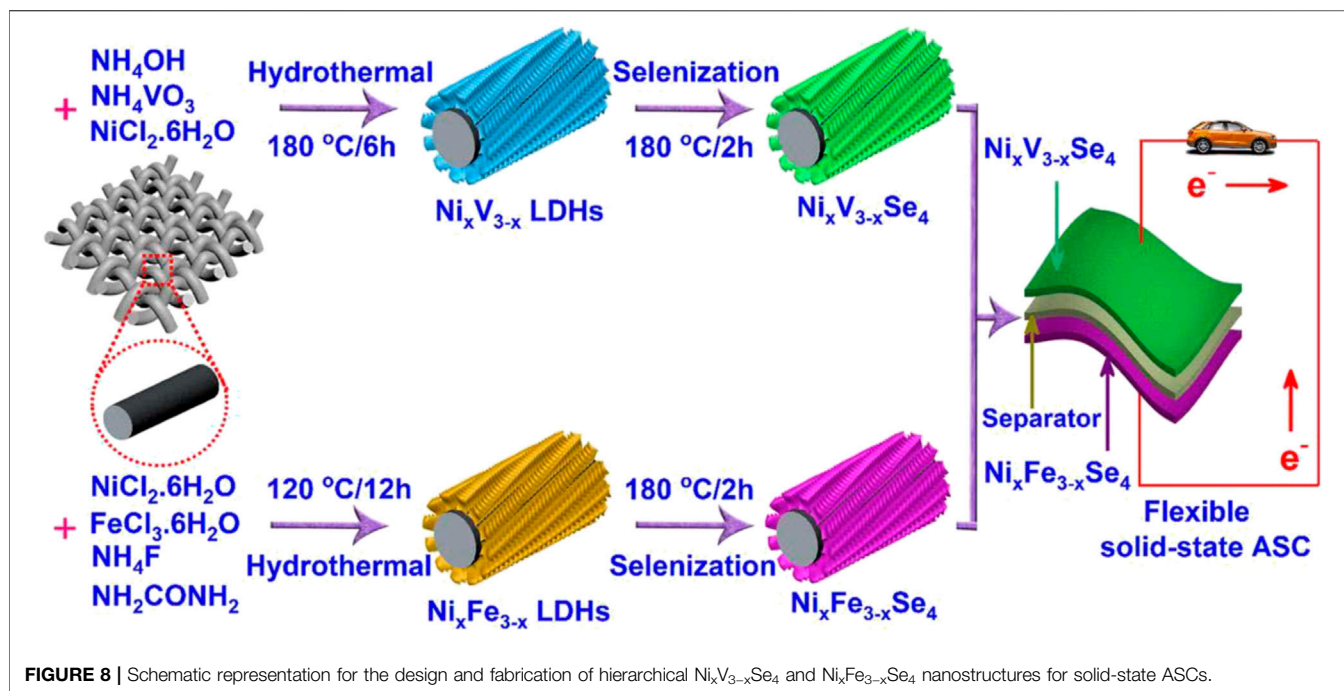 NH₄OH
NH₄VO₃
NiCl₂.6H₂O
+
Hydrothermal
180 °C/6h
NiₓV₃₋ₓ LDHs
Selenization
180 °C/2h
NiₓV₃₋ₓSe₄
NiCl₂.6H₂O
FeCl₃.6H₂O
NH₄F
NH₂CONH₂
+
120 °C/12h
Hydrothermal
NiₓFe₃₋ₓ LDHs
180 °C/2h
Selenization
NiₓFe₃₋ₓSe₄
NiₓV₃₋ₓSe₄
e⁻
Separator
NiₓFe₃₋ₓSe₄
e⁻
Flexible
solid-state ASC
FIGURE 8 | Schematic representation for the design and fabrication of hierarchical NiₓV₃₋ₓSe₄ and NiₓFe₃₋ₓSe₄ nanostructures for solid-state ASCs.